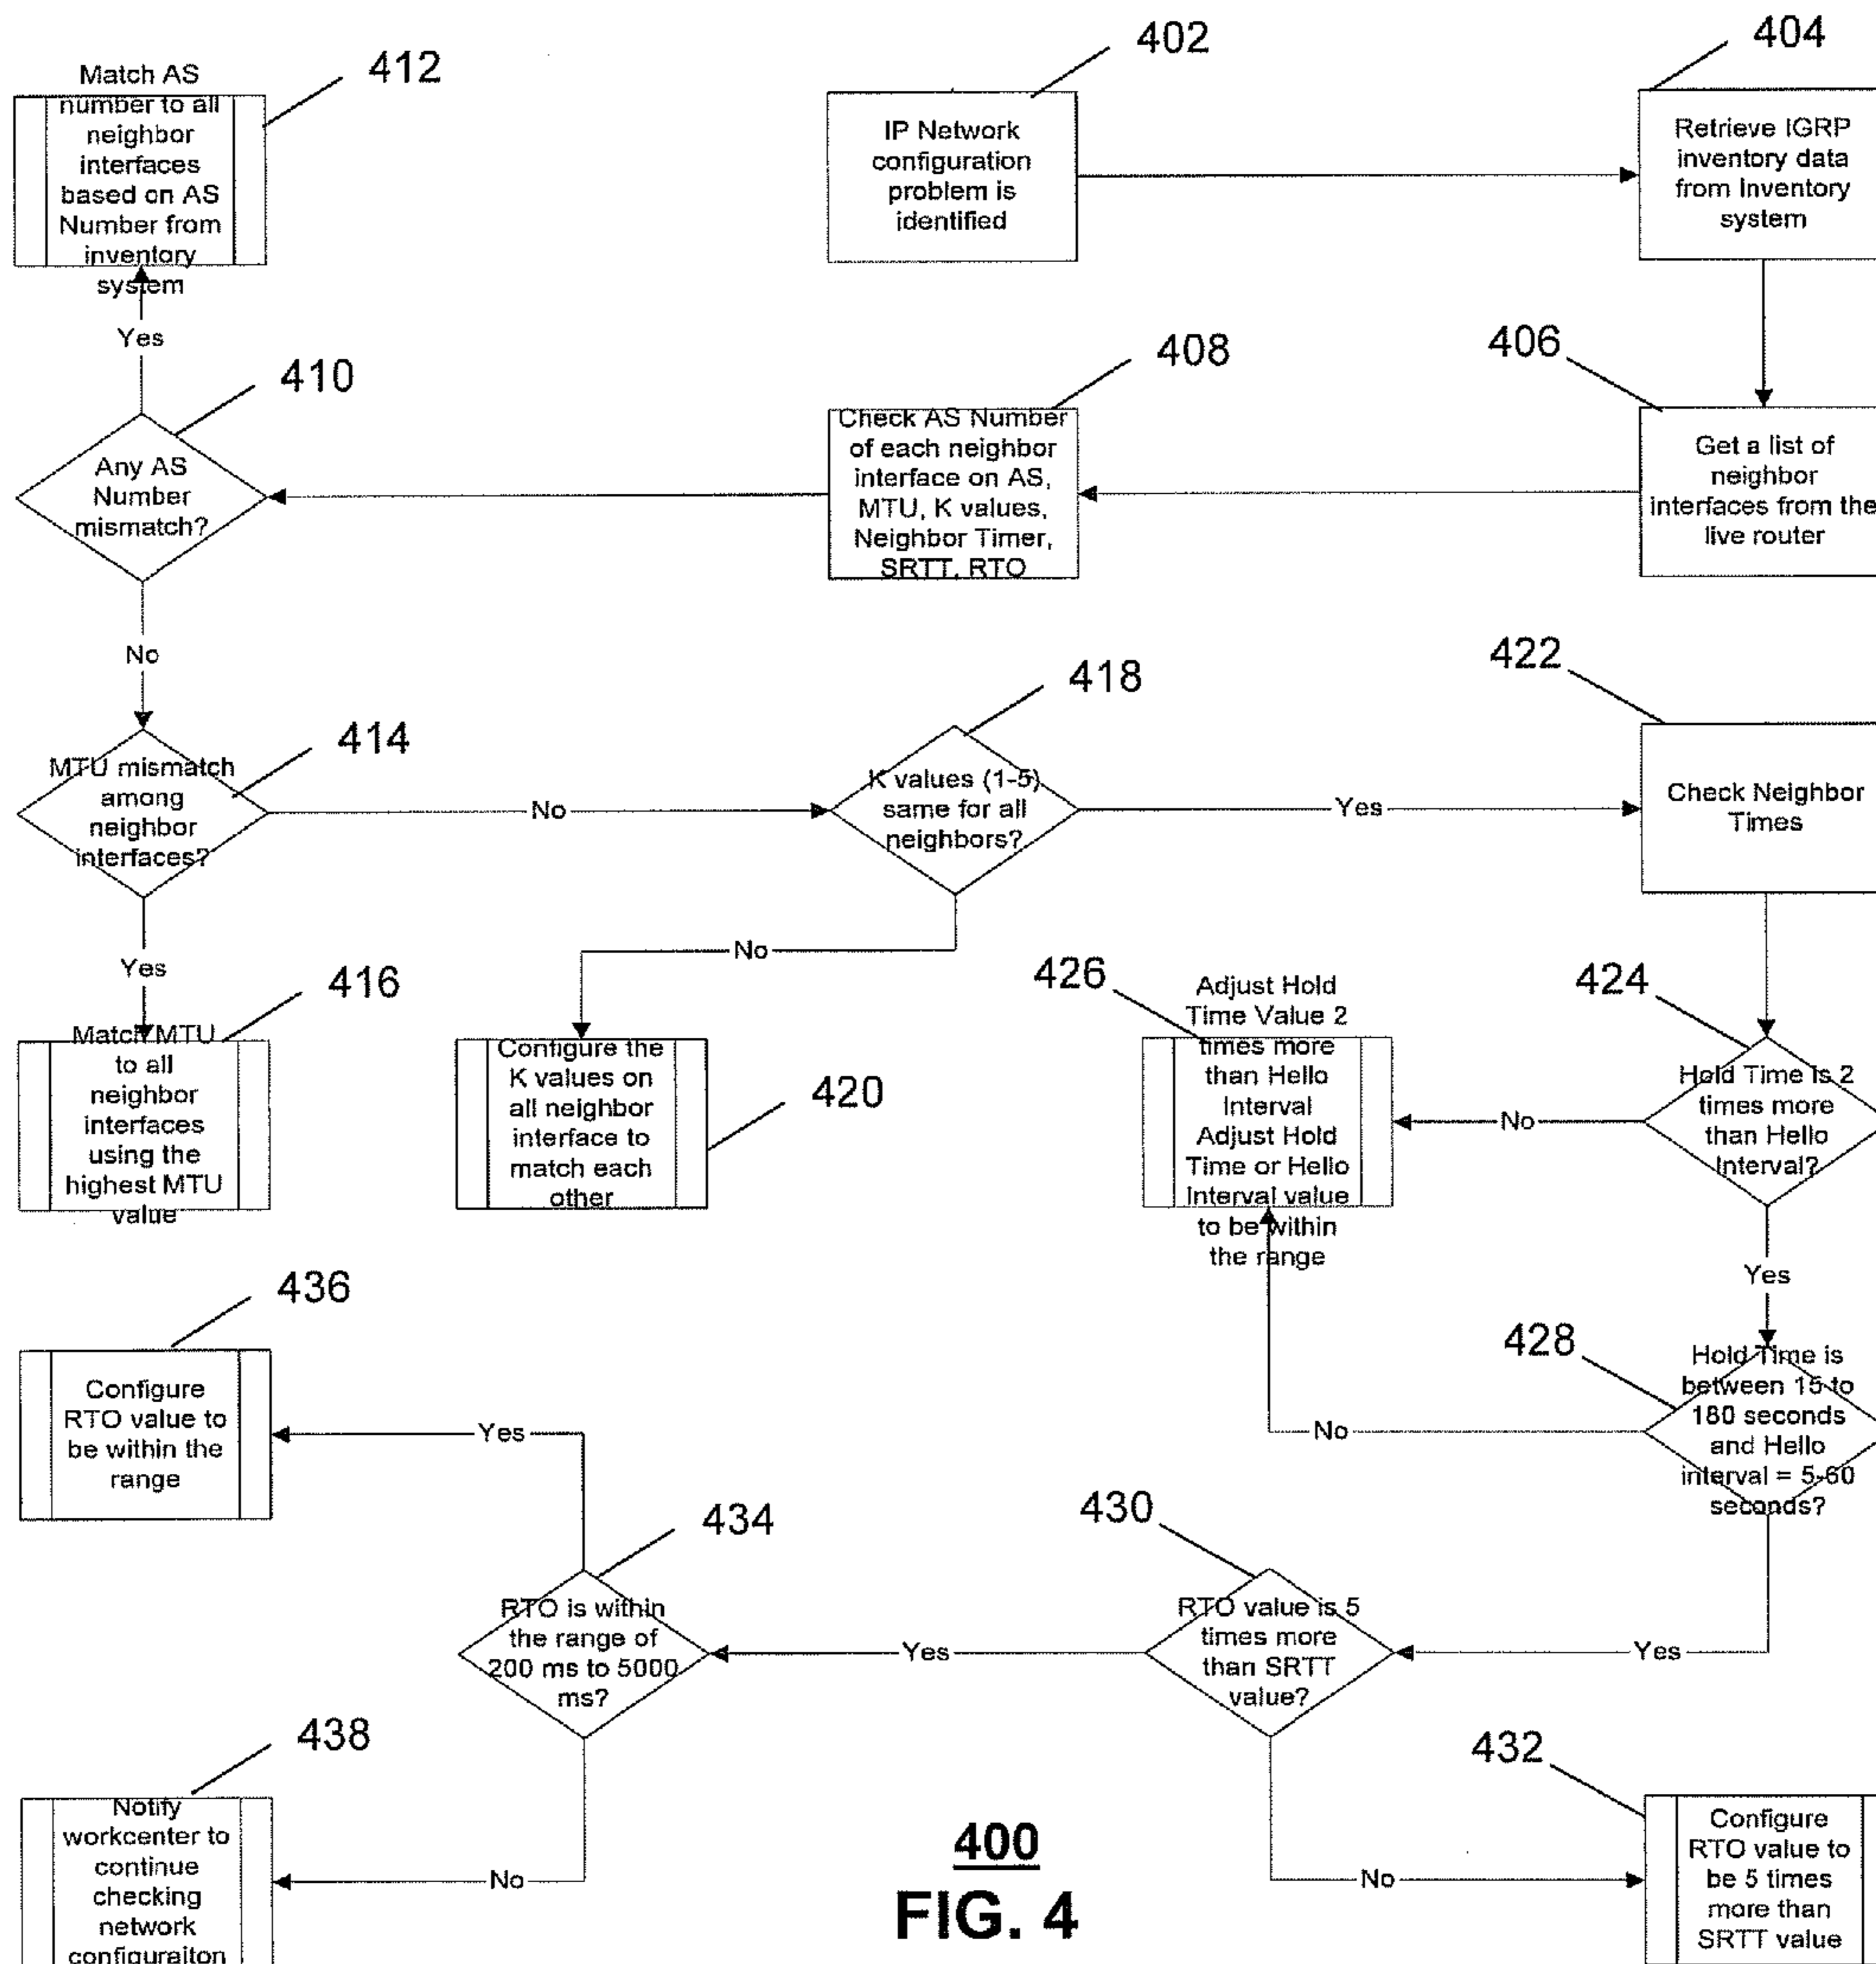 402
IP Network
configuration
problem is
identified
404
Retrieve IGRP
inventory data
from Inventory
system
412
Match AS
number to all
neighbor
interfaces
based on AS
Number from
inventory
system
Yes
410
Any AS
Number
mismatch?
408
Check AS Number
of each neighbor
interface on AS,
MTU, K values,
Neighbor Timer,
SRTT, RTO
406
Get a list of
neighbor
interfaces from the
live router
No
414
MTU mismatch
among
neighbor
interfaces?
No
418
K values (1-5)
same for all
neighbors?
Yes
422
Check Neighbor
Times
Yes
416
Match MTU
to all
neighbor
interfaces
using the
highest MTU
value
No
420
Configure the
K values on
all neighbor
interface to
match each
other
426
Adjust Hold
Time Value 2
times more
than Hello
Interval
Adjust Hold
Time or Hello
Interval value
to be within
the range
No
424
Hold Time is 2
times more
than Hello
Interval?
Yes
428
Hold Time is
between 15 to
180 seconds
and Hello
interval = 5-60
seconds?
No
436
Configure
RTO value to
be within the
range
Yes
434
RTO is within
the range of
200 ms to 5000
ms?
Yes
430
RTO value is 5
times more
than SRTT
value?
Yes
438
Notify
workcenter to
continue
checking
network
configuraiton
No
432
Configure
RTO value to
be 5 times
more than
SRTT value
No
400
FIG. 4